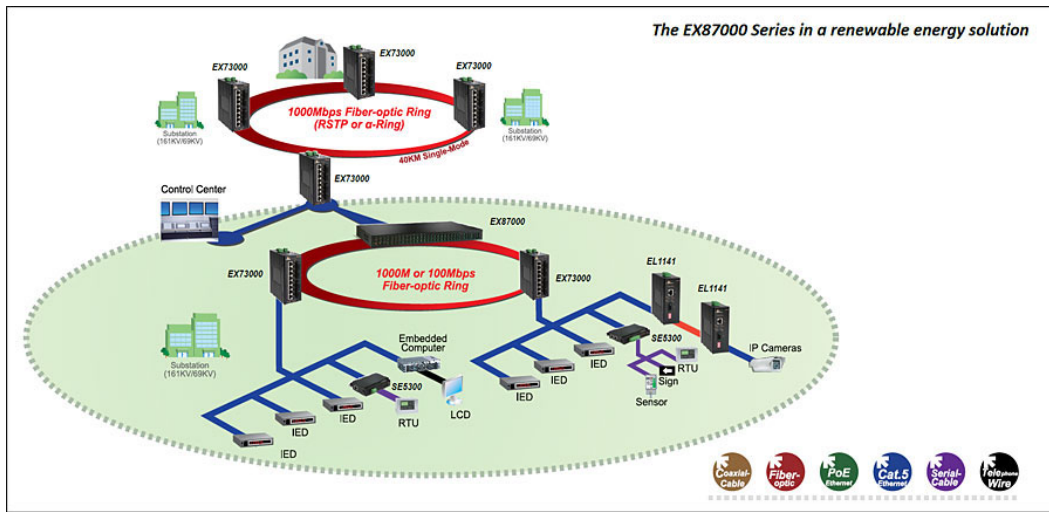 The EX87000 Series in a renewable energy solution
EX73000
EX73000
EX73000
1000Mbps Fiber-optic Ring
(RSTP or α-Ring)
40KM Single-Mode
Substation
(161KV/69KV)
Substation
(161KV/69KV)
EX73000
Control Center
EX87000
EX73000
1000M or 100Mbps
Fiber-optic Ring
EX73000
EL1141
EL1141
IP Cameras
SE5300
RTU
Sign
Sensor
IED
IED
IED
Substation
(161KV/69KV)
Embedded
Computer
LCD
SE5300
RTU
IED
IED
IED
Coaxial-
Cable
Fiber-
optic
PoE
Ethernet
Cat.5
Ethernet
Serial-
Cable
Telephone
Wire